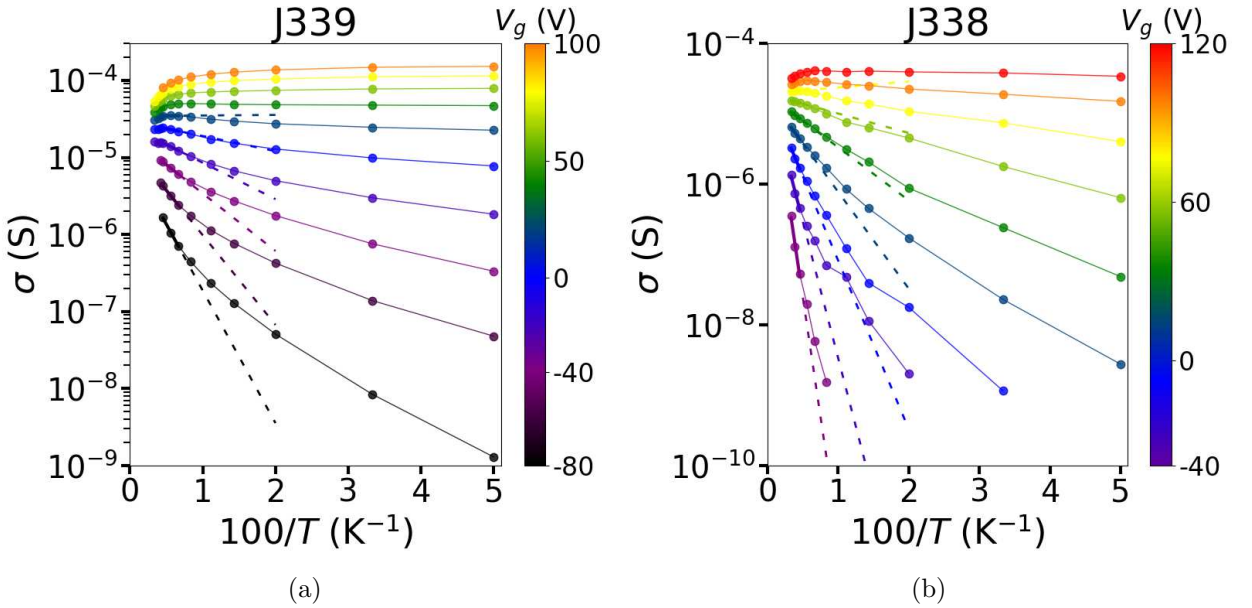 J339
V_g (V)
10⁻⁴
10⁻⁵
10⁻⁶
10⁻⁷
10⁻⁸
10⁻⁹
σ (S)
0 1 2 3 4 5
100/T (K⁻¹)
100
50
0
-40
-80
(a)
J338
V_g (V)
10⁻⁴
10⁻⁶
10⁻⁸
10⁻¹⁰
σ (S)
0 1 2 3 4 5
100/T (K⁻¹)
120
60
0
-40
(b)